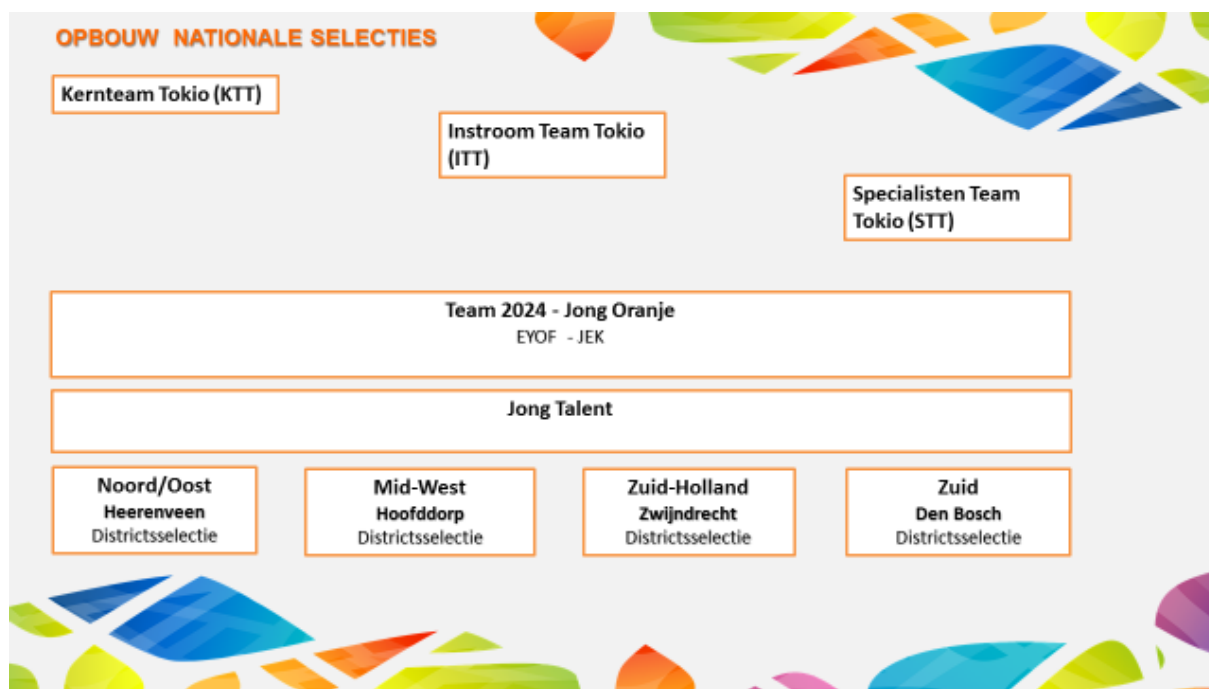 OPBOUW NATIONALE SELECTIES
Kernteam Tokio (KTT)
Instroom Team Tokio
(ITT)
Specialisten Team
Tokio (STT)
Team 2024 - Jong Oranje
EYOF - JEK
Jong Talent
Noord/Oost
Heerenveen
Districtsselectie
Mid-West
Hoofddorp
Districtsselectie
Zuid-Holland
Zwijndrecht
Districtsselectie
Zuid
Den Bosch
Districtsselectie